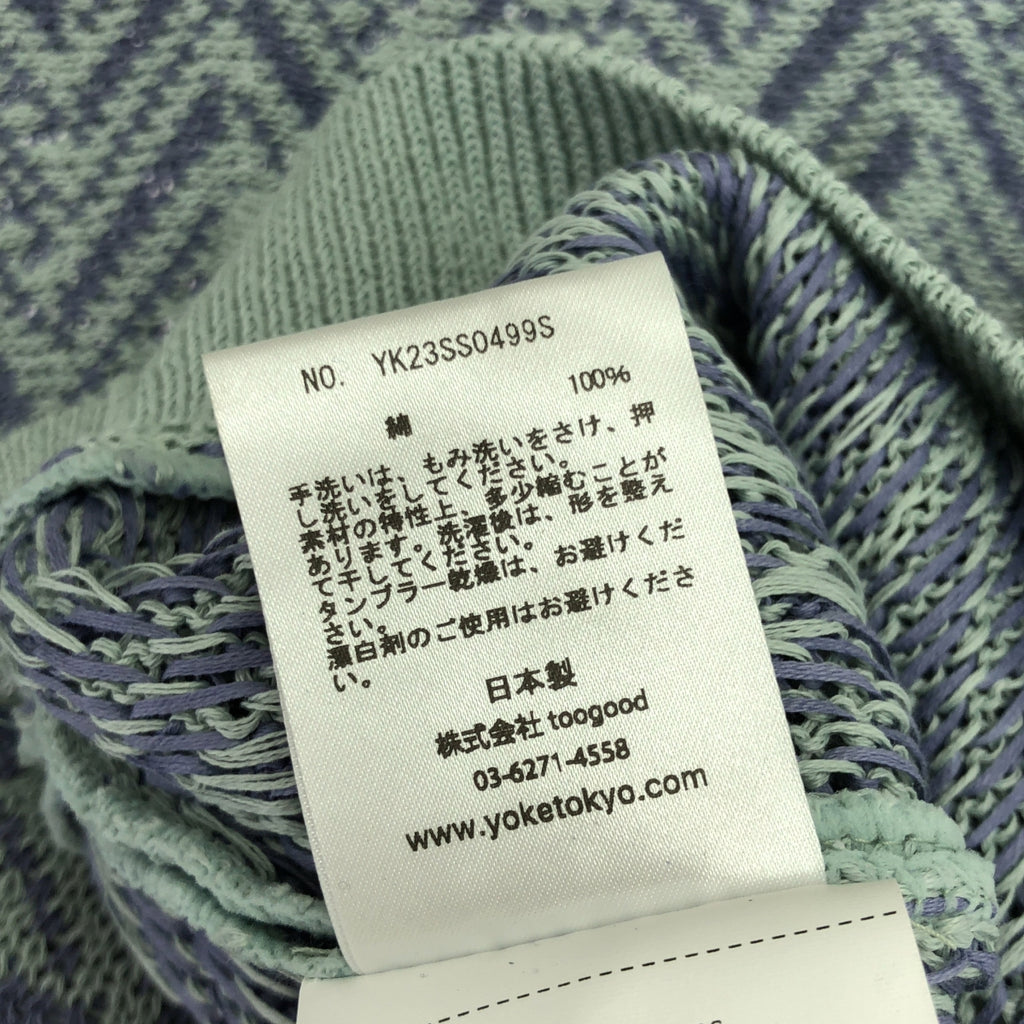 NO. YK23SS0499S
綿 100%
手洗いは、もみ洗いをさけ、押
し洗いをしてください。
素材の特性上、多少縮むことが
あります。洗濯後は、形を整え
て干してください。
タンブラー乾燥は、お避けくだ
さい。
漂白剤のご使用はお避けくださ
い。
日本製
株式会社 toogood
03-6271-4558
www.yoketokyo.com